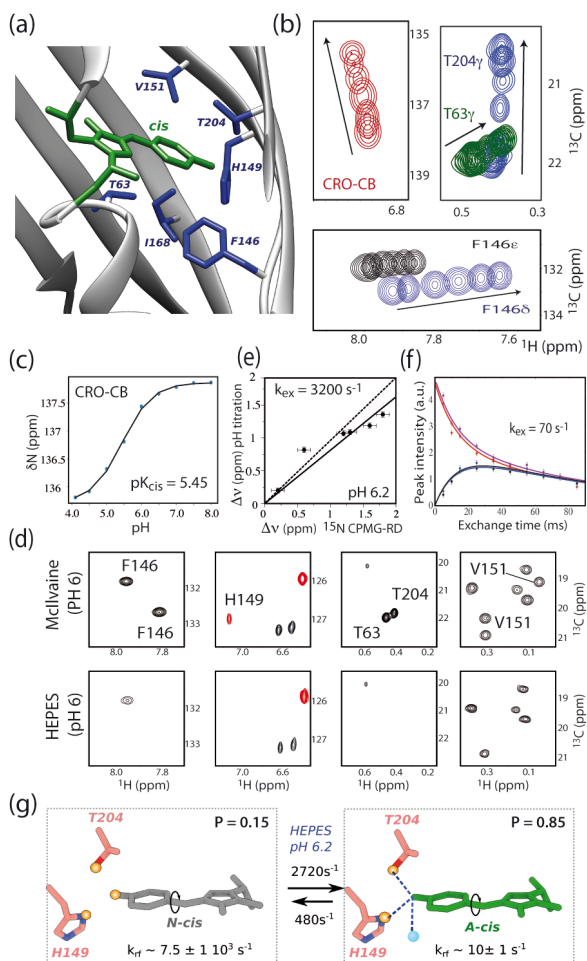 (a)
V151
cis
T204
H149
T63
I168
F146
(b)
135
137
139
CRO-CB
6.8
T204γ
T63γ
21
22
13C (ppm)
0.5
0.3
F146ε
F146δ
132
134
13C (ppm)
8.0
7.8
7.6
1H (ppm)
(c)
CRO-CB
δN (ppm)
137.5
137
136.5
136
pKcis = 5.45
4.0
5.0
6.0
7.0
8.0
pH
(e)
kex = 3200 s-1
Δν (ppm) pH titration
2
1.5
1
0.5
0
pH 6.2
0
0.5
1
1.5
2
Δν (ppm) 15N CPMG-RD
(f)
Peak intensity (a.u.)
4
2
0
kex = 70 s-1
0
20
40
60
80
Exchange time (ms)
(d)
McIlvaine
(PH 6)
F146
F146
132
133
8.0
7.8
H149
126
127
7.0
6.6
T204
T63
20
21
22
0.6
0.4
0.2
V151
V151
19
20
21
13C (ppm)
0.3
0.1
HEPES
(pH 6)
132
133
8.0
7.8
1H (ppm)
126
127
7.0
6.6
1H (ppm)
20
21
22
0.6
0.4
0.2
1H (ppm)
19
20
21
13C (ppm)
0.3
0.1
1H (ppm)
(g)
T204
P = 0.15
N-cis
H149
krf ~ 7.5 ± 1 10³ s-1
HEPES
pH 6.2
2720s-1
480s-1
T204
P = 0.85
A-cis
H149
krf ~ 10± 1 s-1